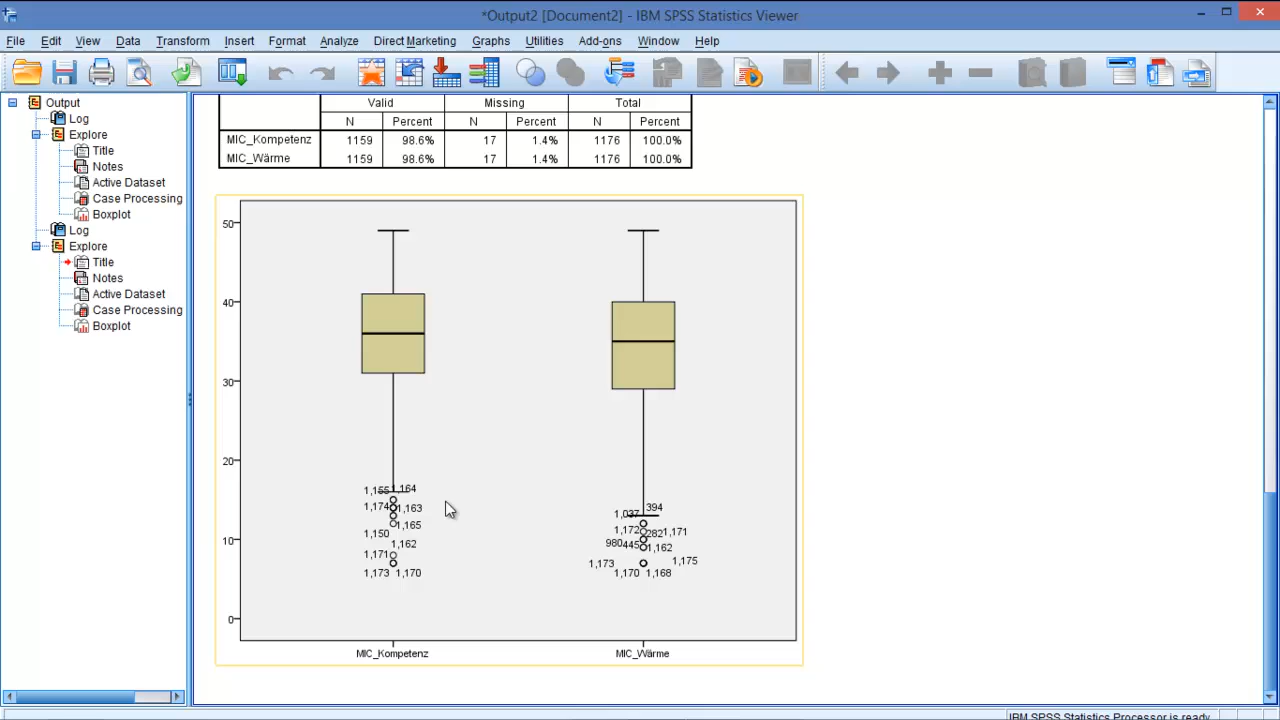 *Output2 [Document2] - IBM SPSS Statistics Viewer
File Edit View Data Transform Insert Format Analyze Direct Marketing Graphs Utilities Add-ons Window Help
Output
Log
Explore
Title
Notes
Active Dataset
Case Processing
Boxplot
Log
Explore
Title
Notes
Active Dataset
Case Processing
Boxplot
Valid Missing Total
N Percent N Percent N Percent
MIC_Kompetenz 1159 98.6% 17 1.4% 1176 100.0%
MIC_Wärme 1159 98.6% 17 1.4% 1176 100.0%
50
40
30
20
10
0
1,155 1,164
1,174 1,163
1,165
1,150
1,162
1,171
1,173 1,170
394
1,037
1,172 282 1,171
980 445 1,162
1,173 1,175
1,170 1,168
MIC_Kompetenz MIC_Wärme
IBM SPSS Statistics Processor is ready